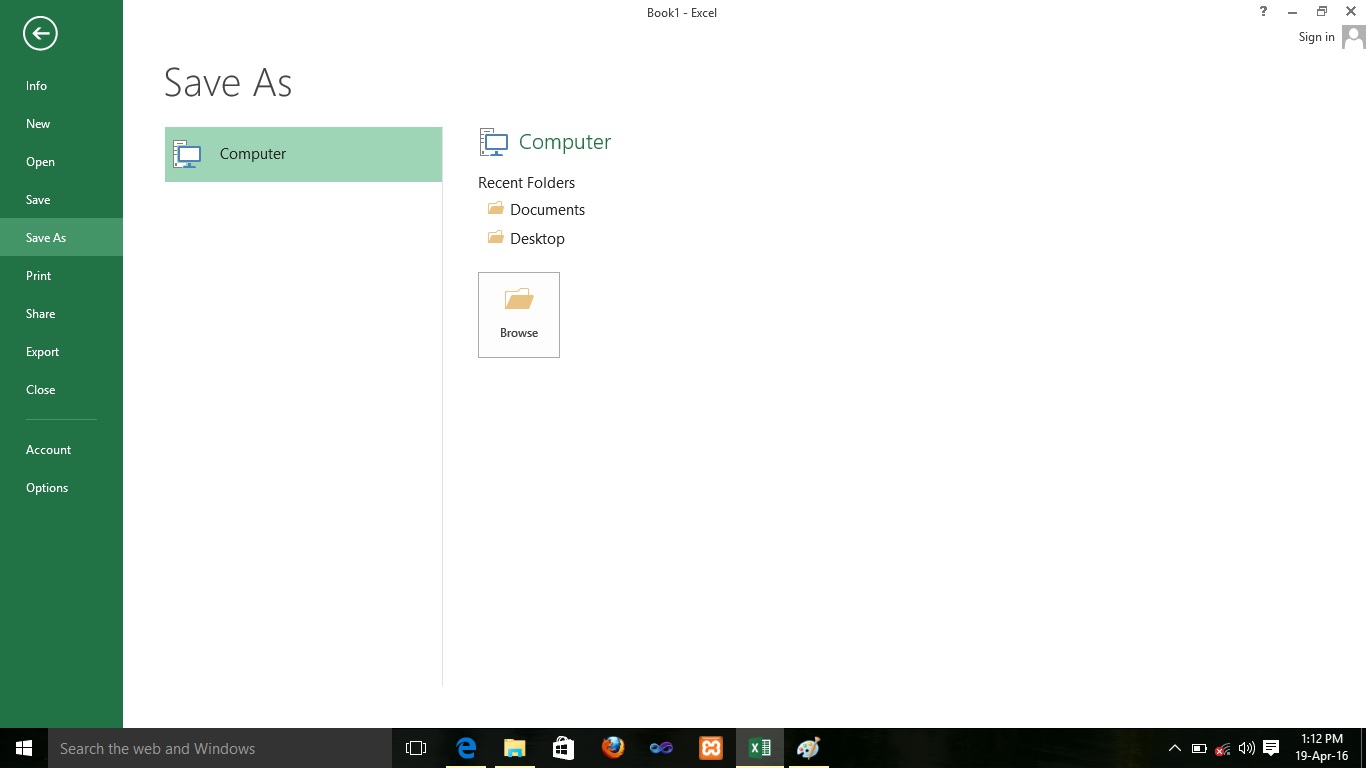 Book1 - Excel
?
Sign in
Info
New
Open
Save
Save As
Print
Share
Export
Close
Account
Options
Save As
Computer
Computer
Recent Folders
Documents
Desktop
Browse
Search the web and Windows
1:12 PM
19-Apr-16